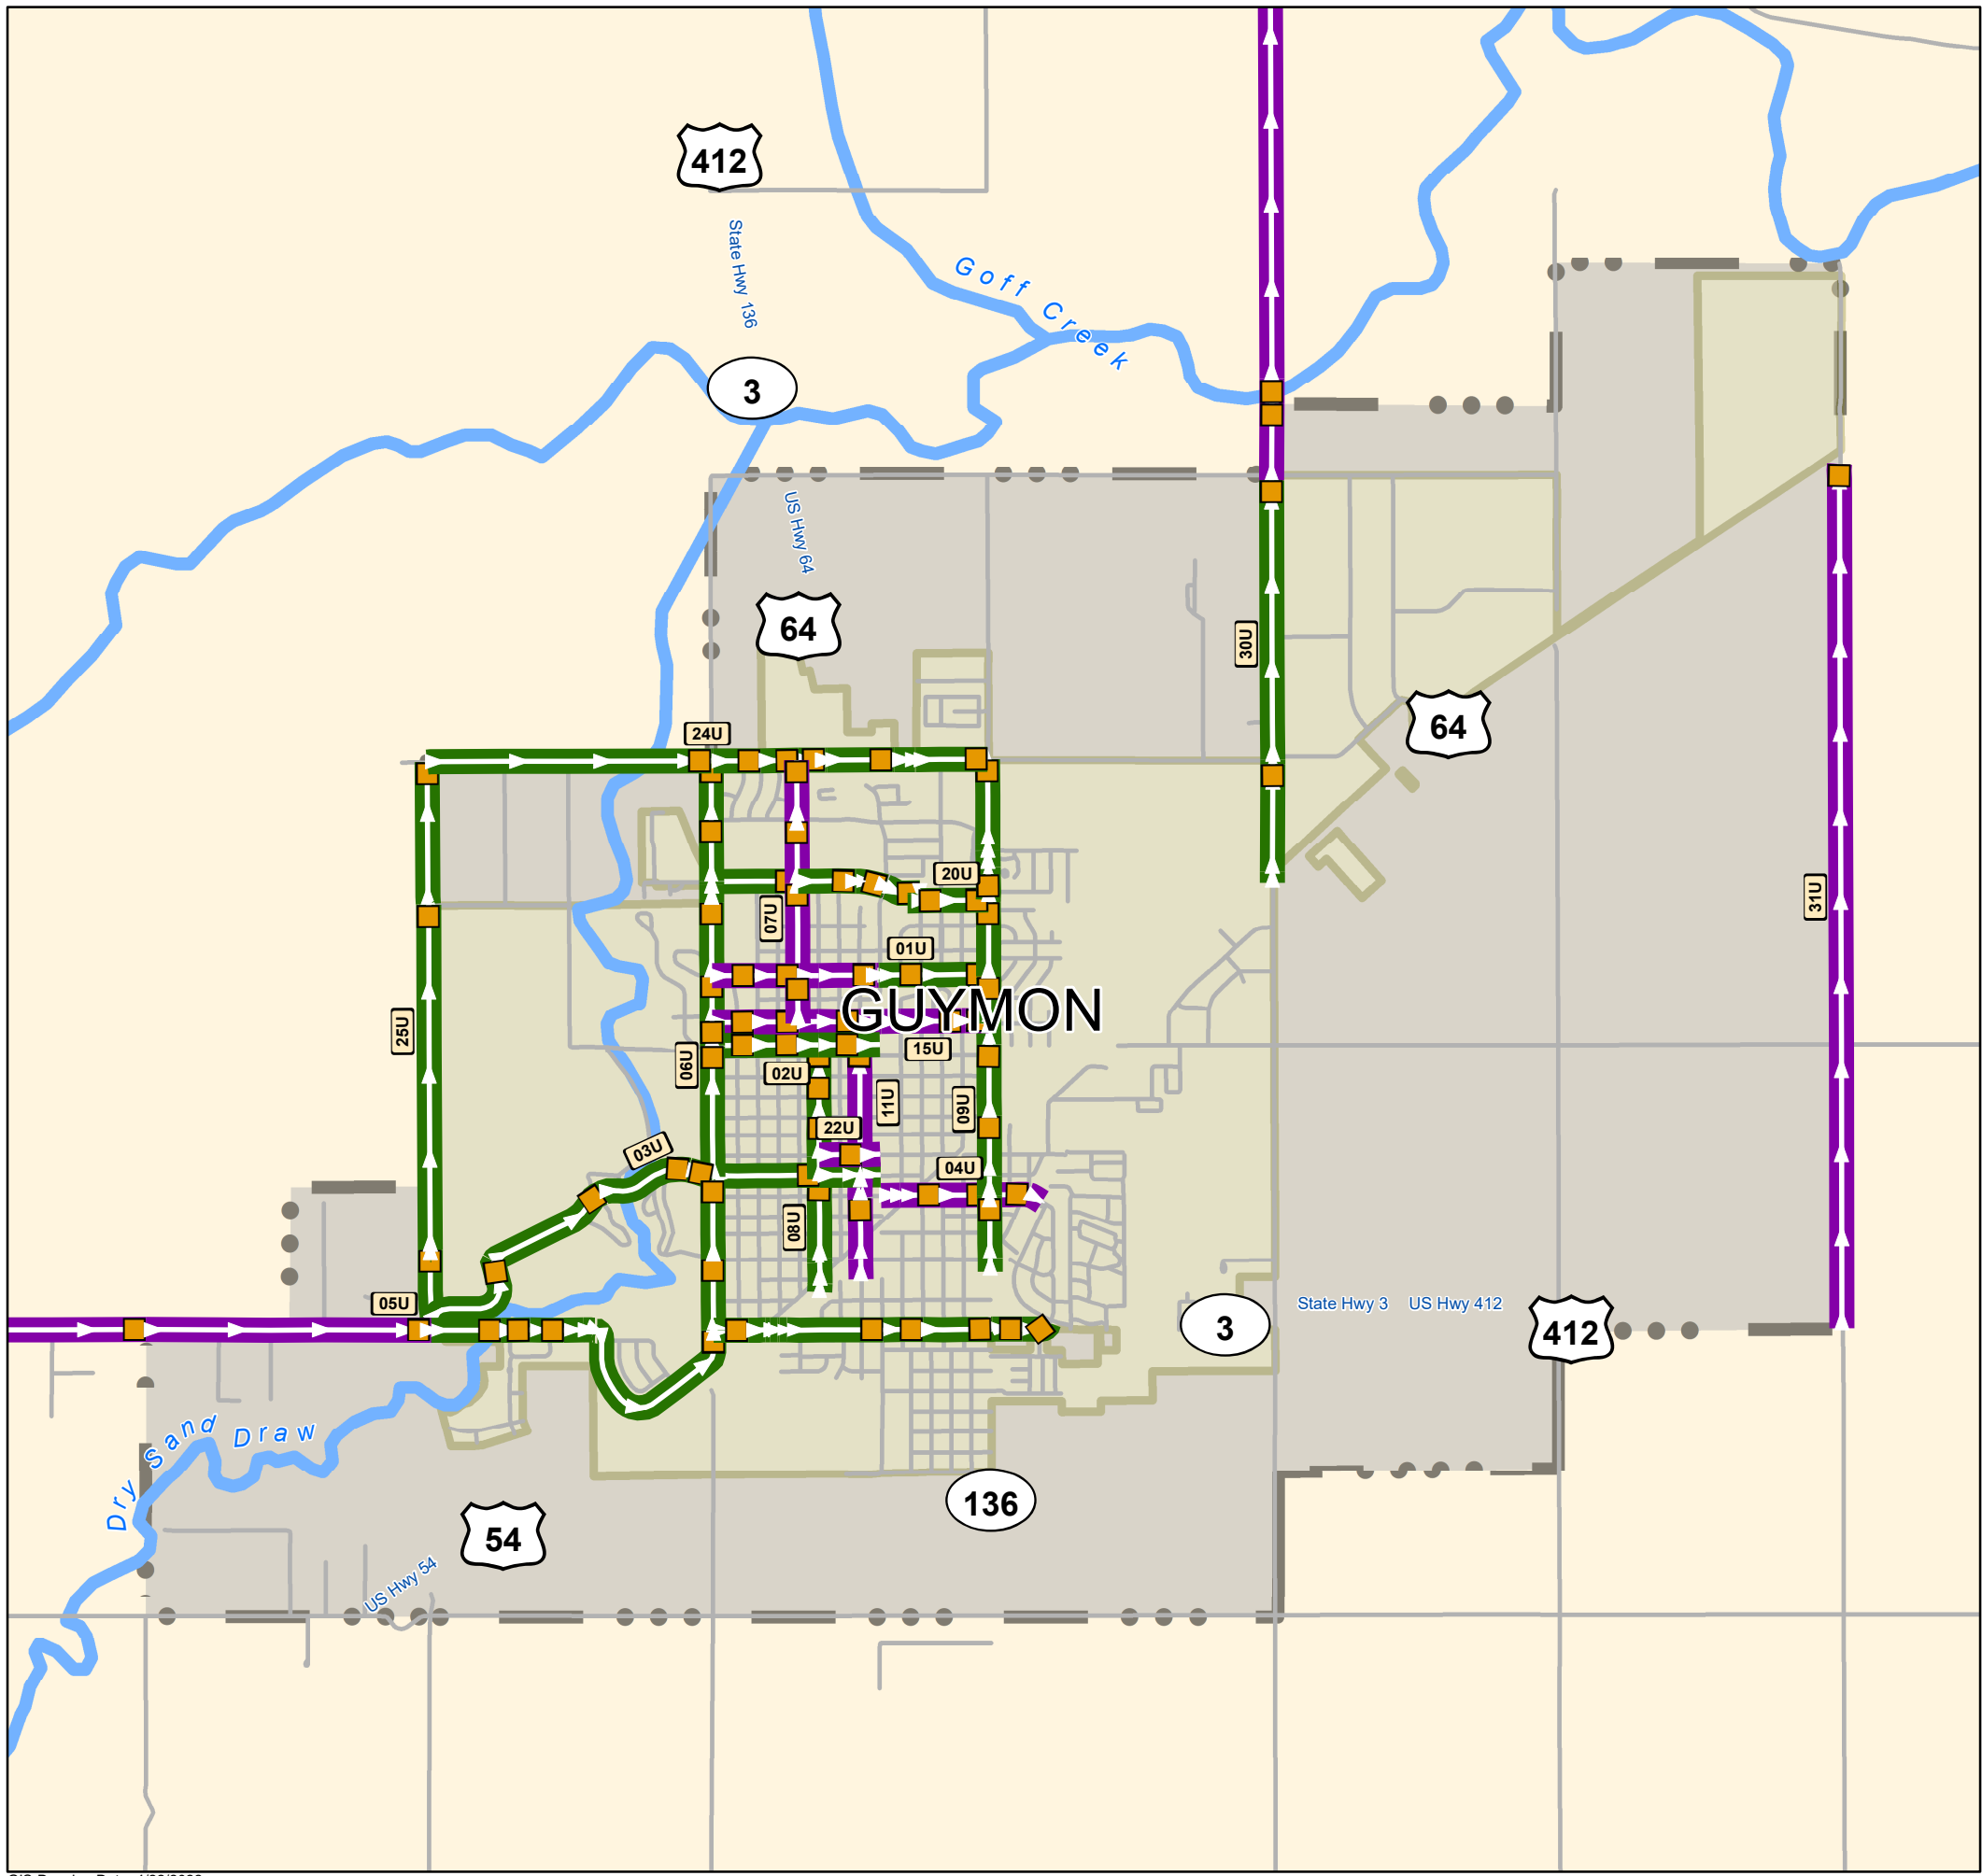 412
State Hwy 136
Goff Creek
3
US Hwy 64
64
30U
64
24U
20U
07U
01U
31U
GUYMON
25U
15U
06U
02U
11U
09U
22U
03U
04U
08U
05U
State Hwy 3
US Hwy 412
3
412
Dry Sand Draw
136
54
US Hwy 54